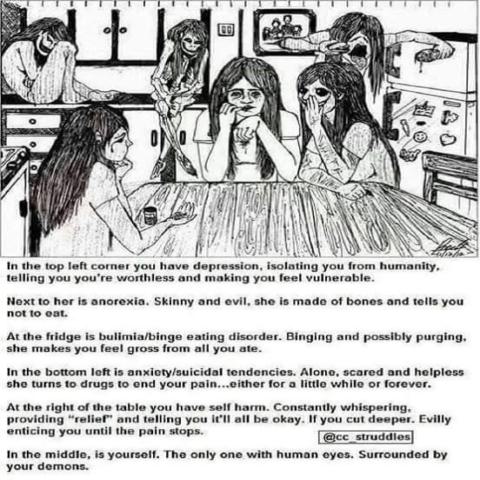 In the top left corner you have depression, isolating you from humanity,
telling you you're worthless and making you feel vulnerable.
Next to her is anorexia. Skinny and evil, she is made of bones and tells you
not to eat.
At the fridge is bulimia/binge eating disorder. Binging and possibly purging,
she makes you feel gross from all you ate.
In the bottom left is anxiety/suicidal tendencies. Alone, scared and helpless
she turns to drugs to end your pain...either for a little while or forever.
At the right of the table you have self harm. Constantly whispering,
providing "relief" and telling you it'll all be okay. If you cut deeper. Evilly
enticing you until the pain stops.
@cc_struddles
In the middle, is yourself. The only one with human eyes. Surrounded by
your demons.